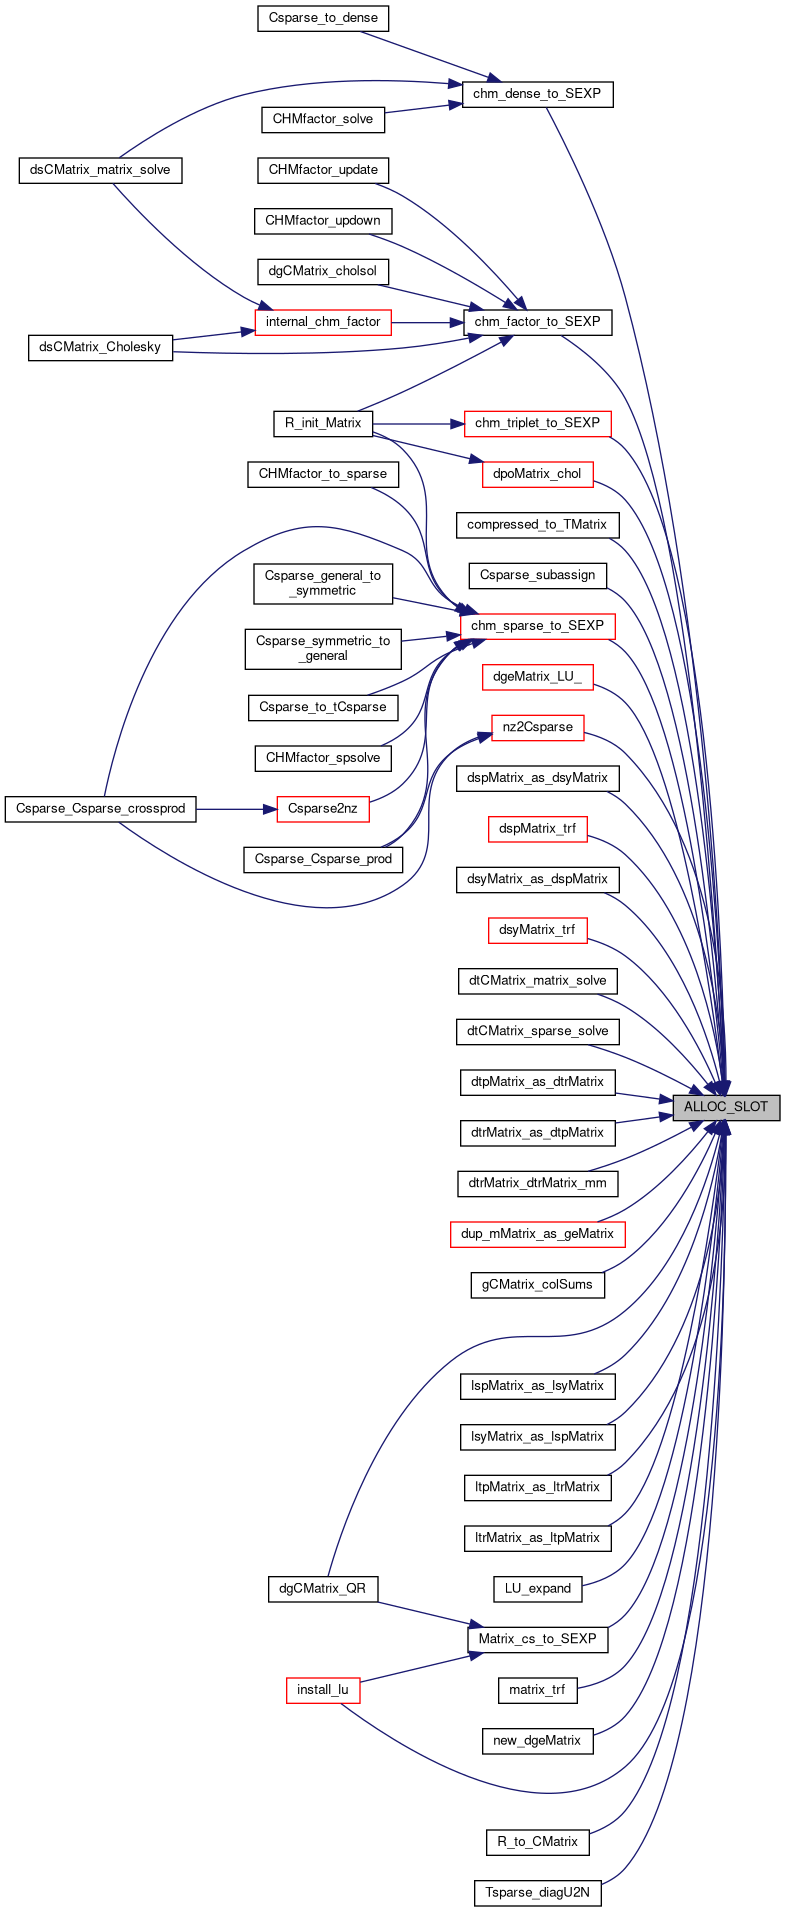 Csparse_to_dense
chm_dense_to_SEXP
CHMfactor_solve
dsCMatrix_matrix_solve
CHMfactor_update
CHMfactor_updown
dgCMatrix_cholsol
internal_chm_factor
chm_factor_to_SEXP
dsCMatrix_Cholesky
R_init_Matrix
chm_triplet_to_SEXP
CHMfactor_to_sparse
dpoMatrix_chol
compressed_to_TMatrix
Csparse_general_to
_symmetric
Csparse_subassign
chm_sparse_to_SEXP
Csparse_symmetric_to
_general
dgeMatrix_LU_
Csparse_to_tCsparse
nz2Csparse
CHMfactor_spsolve
dspMatrix_as_dsyMatrix
Csparse_Csparse_crossprod
Csparse2nz
dspMatrix_trf
Csparse_Csparse_prod
dsyMatrix_as_dspMatrix
dsyMatrix_trf
dtCMatrix_matrix_solve
dtCMatrix_sparse_solve
dtpMatrix_as_dtrMatrix
ALLOC_SLOT
dtrMatrix_as_dtpMatrix
dtrMatrix_dtrMatrix_mm
dup_mMatrix_as_geMatrix
gCMatrix_colSums
lspMatrix_as_lsyMatrix
lsyMatrix_as_lspMatrix
ltpMatrix_as_ltrMatrix
ltrMatrix_as_ltpMatrix
dgCMatrix_QR
LU_expand
Matrix_cs_to_SEXP
install_lu
matrix_trf
new_dgeMatrix
R_to_CMatrix
Tsparse_diagU2N